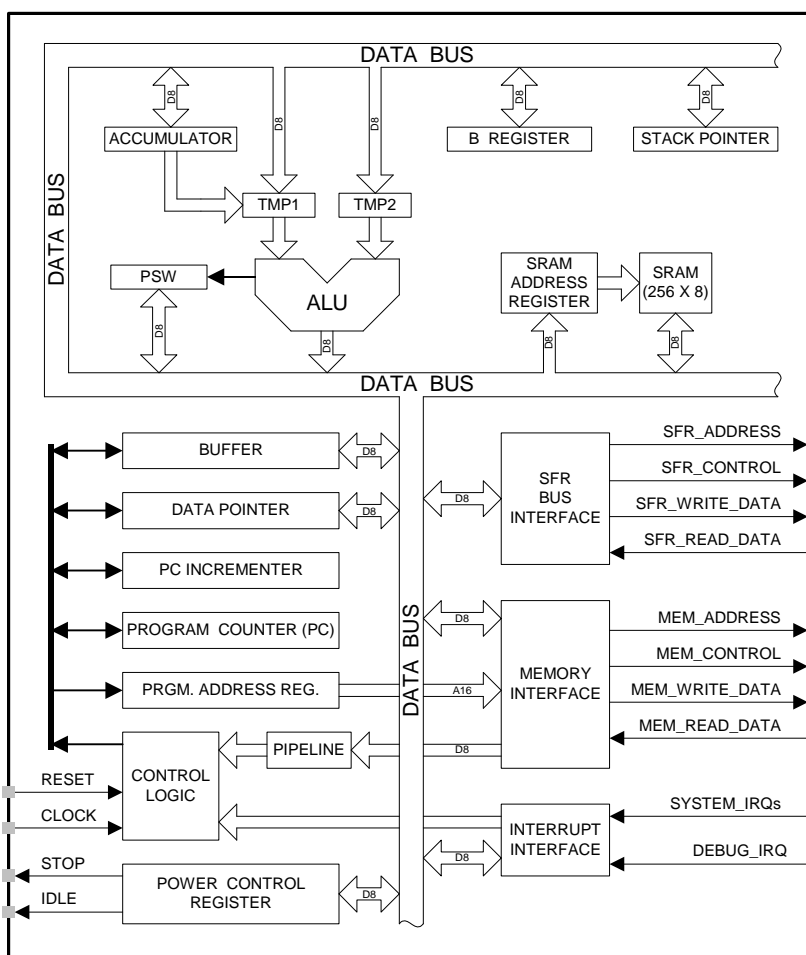 DATA BUS
D8
D8
D8
D8
D8
ACCUMULATOR
B REGISTER
STACK POINTER
DATA BUS
TMP1
TMP2
PSW
ALU
SRAM
ADDRESS
REGISTER
SRAM
(256 X 8)
D8
D8
D8
D8
DATA BUS
BUFFER
D8
DATA POINTER
D8
PC INCREMENTER
PROGRAM COUNTER (PC)
PRGM. ADDRESS REG.
A16
DATA BUS
D8
SFR
BUS
INTERFACE
SFR_ADDRESS
SFR_CONTROL
SFR_WRITE_DATA
SFR_READ_DATA
D8
MEMORY
INTERFACE
MEM_ADDRESS
MEM_CONTROL
MEM_WRITE_DATA
MEM_READ_DATA
CONTROL
LOGIC
PIPELINE
D8
RESET
CLOCK
STOP
IDLE
POWER CONTROL
REGISTER
D8
D8
INTERRUPT
INTERFACE
SYSTEM_IRQs
DEBUG_IRQ